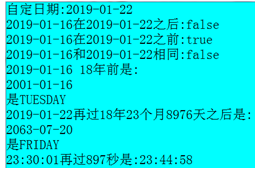 自定日期:2019-01-22
2019-01-16在2019-01-22之后:false
2019-01-16在2019-01-22之前:true
2019-01-16和2019-01-22相同:false
2019-01-16 18年前是:
2001-01-16
是TUESDAY
2019-01-22再过18年23个月8976天之后是:
2063-07-20
是FRIDAY
23:30:01再过897秒是:23:44:58